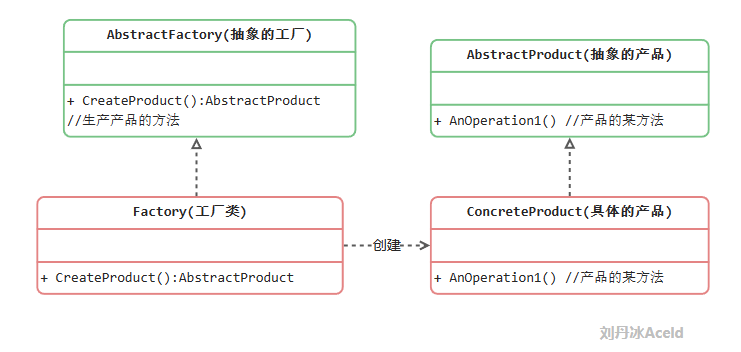 AbstractFactory(抽象的工厂)
+ CreateProduct():AbstractProduct
//生产产品的方法
AbstractProduct(抽象的产品)
+ AnOperation1() //产品的某方法
Factory(工厂类)
+ CreateProduct():AbstractProduct
创建
ConcreteProduct(具体的产品)
+ AnOperation1() //产品的某方法
刘丹冰Aceld